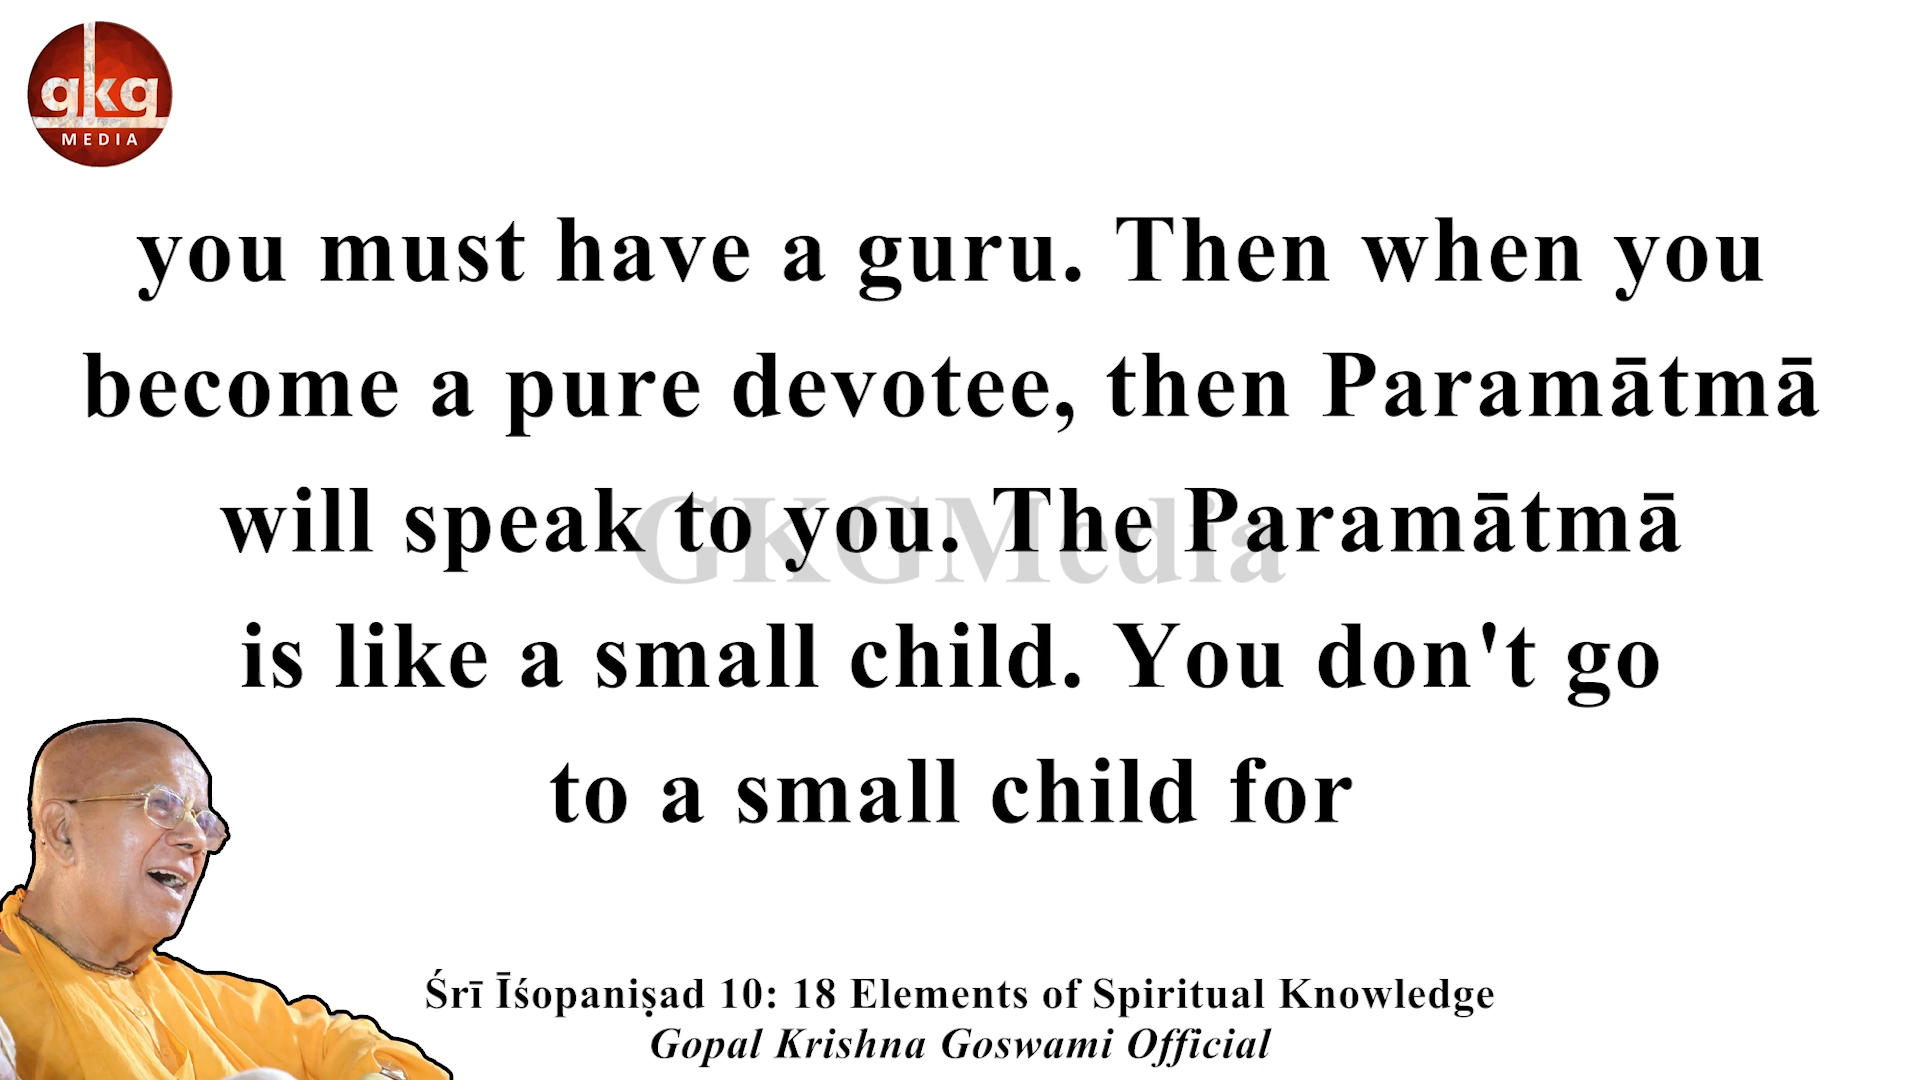 gkg
MEDIA
you must have a guru. Then when you
become a pure devotee, then Paramātmā
will speak to you. The Paramātmā
GKGMedia
is like a small child. You don't go
to a small child for
Śrī Īśopaniṣad 10: 18 Elements of Spiritual Knowledge
Gopal Krishna Goswami Official